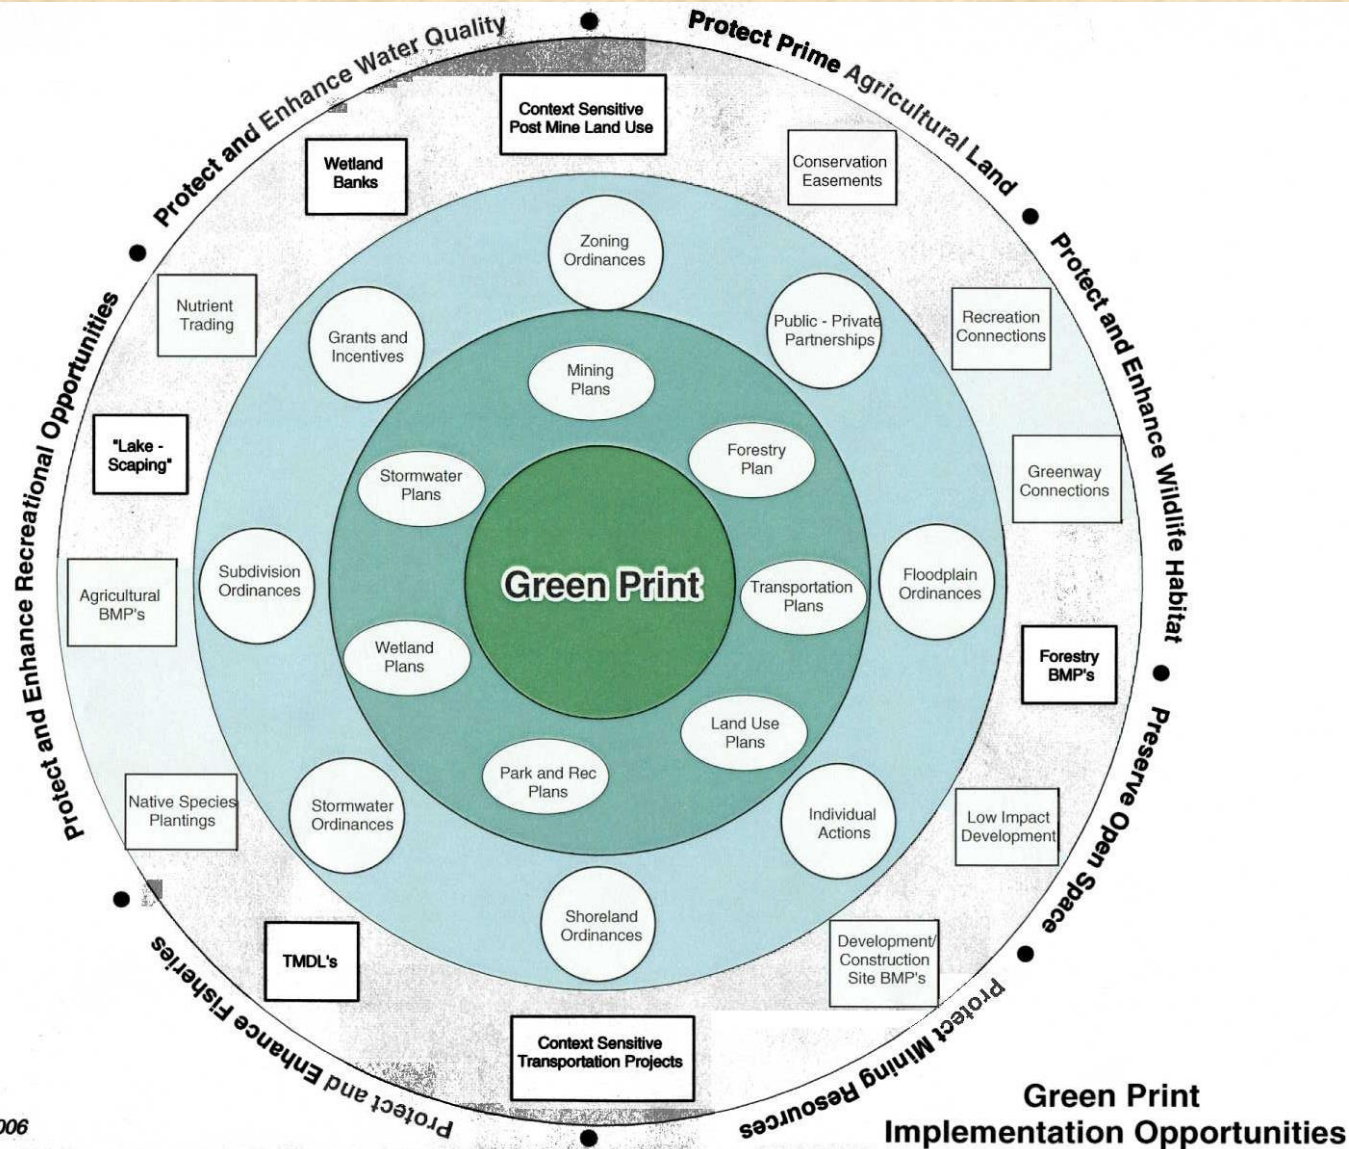 Protect and Enhance Water Quality
Protect Prime Agricultural Land
Protect and Enhance Wildlife Habitat
Preserve Open Space
Protect Mining Resources
Protect and Enhance Fisheries
Protect and Enhance Recreational Opportunities
Context Sensitive
Post Mine Land Use
Conservation
Easements
Recreation
Connections
Greenway
Connections
Forestry
BMP's
Low Impact
Development
Development/
Construction
Site BMP's
Context Sensitive
Transportation Projects
TMDL's
Native Species
Plantings
Agricultural
BMP's
"Lake -
Scaping"
Nutrient
Trading
Wetland
Banks
Zoning
Ordinances
Public - Private
Partnerships
Floodplain
Ordinances
Individual
Actions
Shoreland
Ordinances
Stormwater
Ordinances
Subdivision
Ordinances
Grants and
Incentives
Mining
Plans
Forestry
Plan
Transportation
Plans
Land Use
Plans
Park and Rec
Plans
Wetland
Plans
Stormwater
Plans
Green Print
006
Green Print
Implementation Opportunities